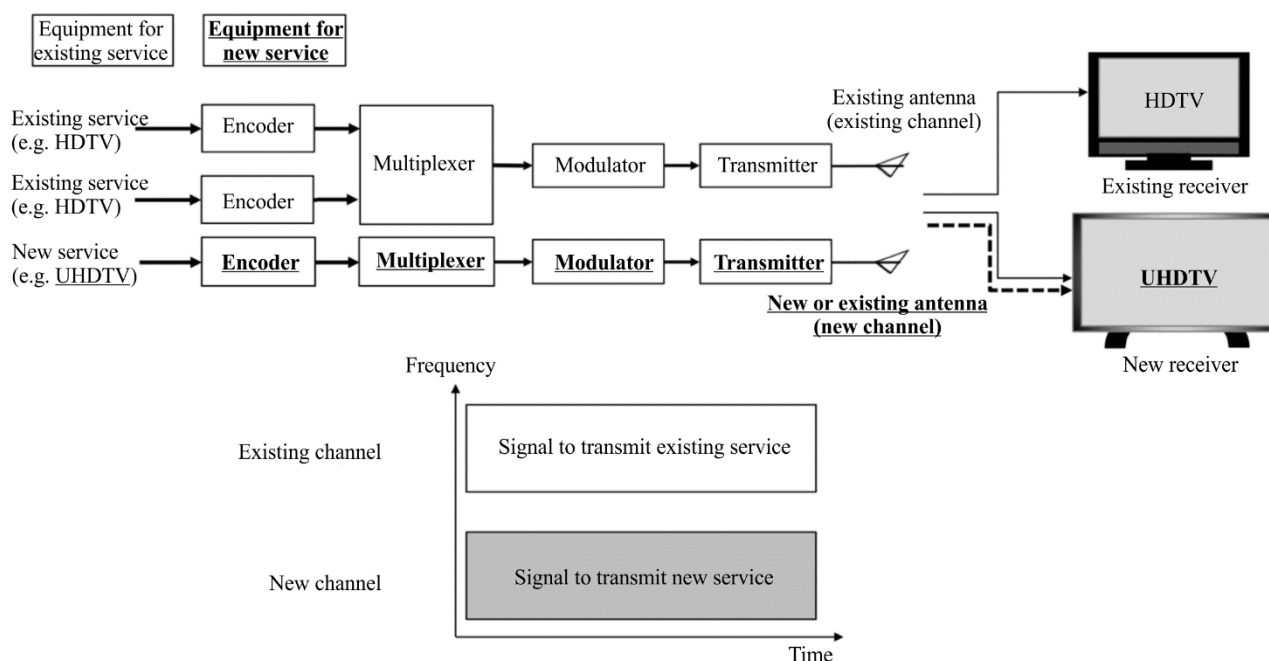 Equipment for
existing service
Equipment for
new service
Existing service
(e.g. HDTV)
Encoder
Existing service
(e.g. HDTV)
Encoder
Multiplexer
Modulator
Transmitter
Existing antenna
(existing channel)
HDTV
Existing receiver
New service
(e.g. UHDTV)
Encoder
Multiplexer
Modulator
Transmitter
New or existing antenna
(new channel)
UHDTV
New receiver
Frequency
Existing channel
Signal to transmit existing service
New channel
Signal to transmit new service
Time